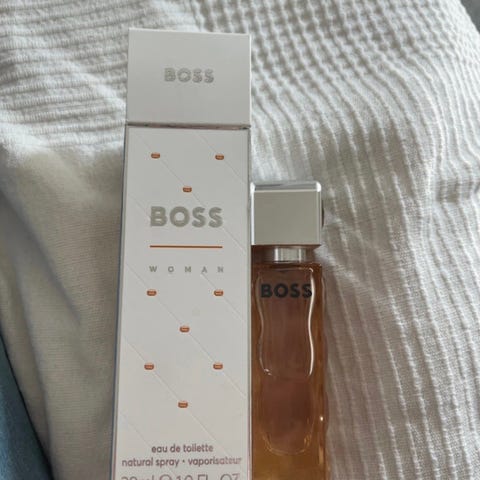 BOSS
BOSS
WOMAN
BOSS
eau de toilette
natural spray • vaporisateur